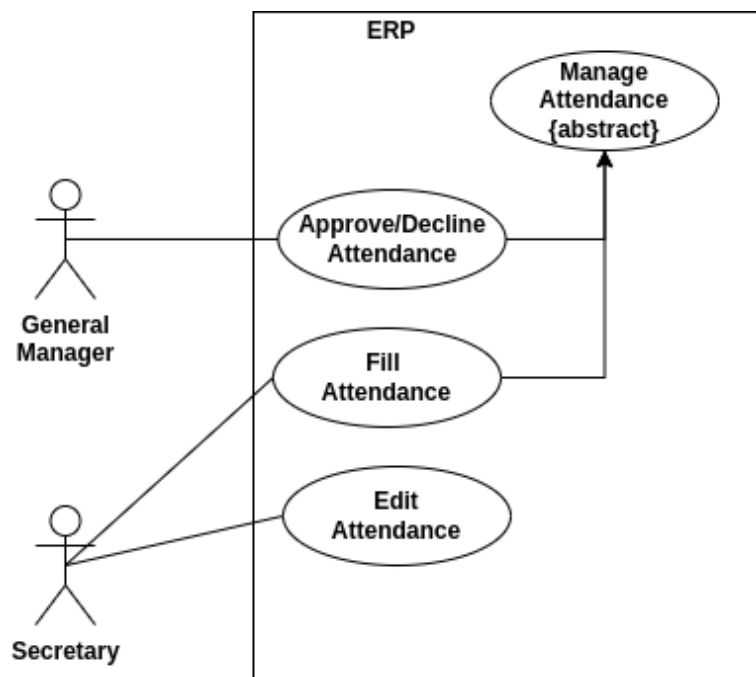 ERP
Manage
Attendance
{abstract}
Approve/Decline
Attendance
General
Manager
Fill
Attendance
Edit
Attendance
Secretary